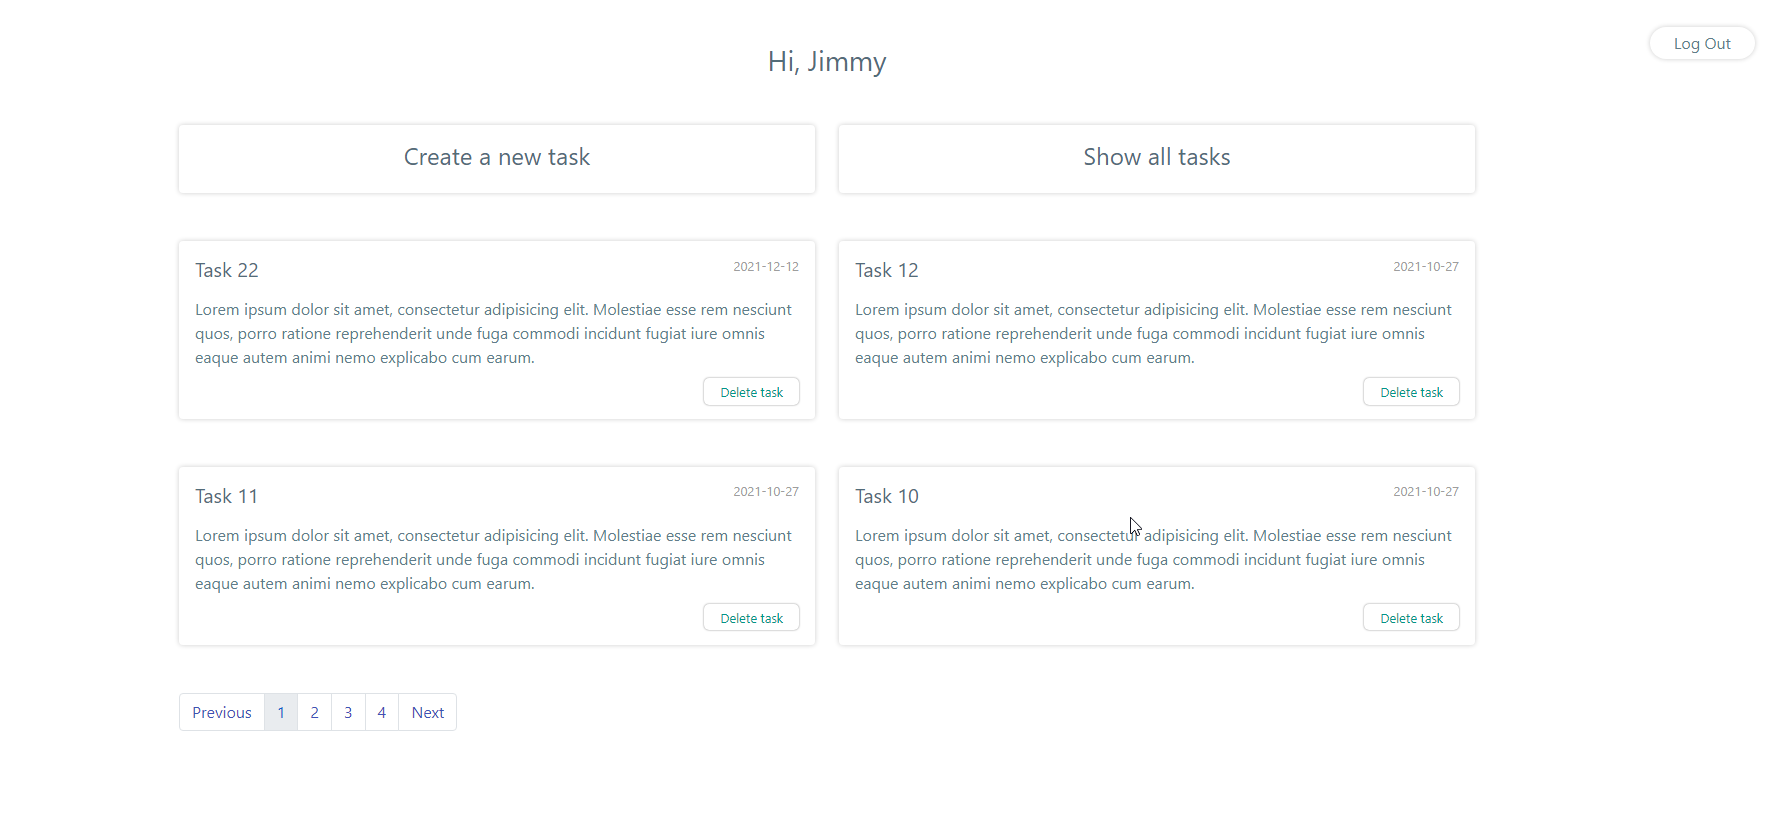 Log Out
Hi, Jimmy
Create a new task
Show all tasks
Task 22
2021-12-12
Lorem ipsum dolor sit amet, consectetur adipisicing elit. Molestiae esse rem nesciunt
quos, porro ratione reprehenderit unde fuga commodi incidunt fugiat iure omnis
eaque autem animi nemo explicabo cum earum.
Delete task
Task 12
2021-10-27
Lorem ipsum dolor sit amet, consectetur adipisicing elit. Molestiae esse rem nesciunt
quos, porro ratione reprehenderit unde fuga commodi incidunt fugiat iure omnis
eaque autem animi nemo explicabo cum earum.
Delete task
Task 11
2021-10-27
Lorem ipsum dolor sit amet, consectetur adipisicing elit. Molestiae esse rem nesciunt
quos, porro ratione reprehenderit unde fuga commodi incidunt fugiat iure omnis
eaque autem animi nemo explicabo cum earum.
Delete task
Task 10
2021-10-27
Lorem ipsum dolor sit amet, consectetur adipisicing elit. Molestiae esse rem nesciunt
quos, porro ratione reprehenderit unde fuga commodi incidunt fugiat iure omnis
eaque autem animi nemo explicabo cum earum.
Delete task
Previous 1 2 3 4 Next